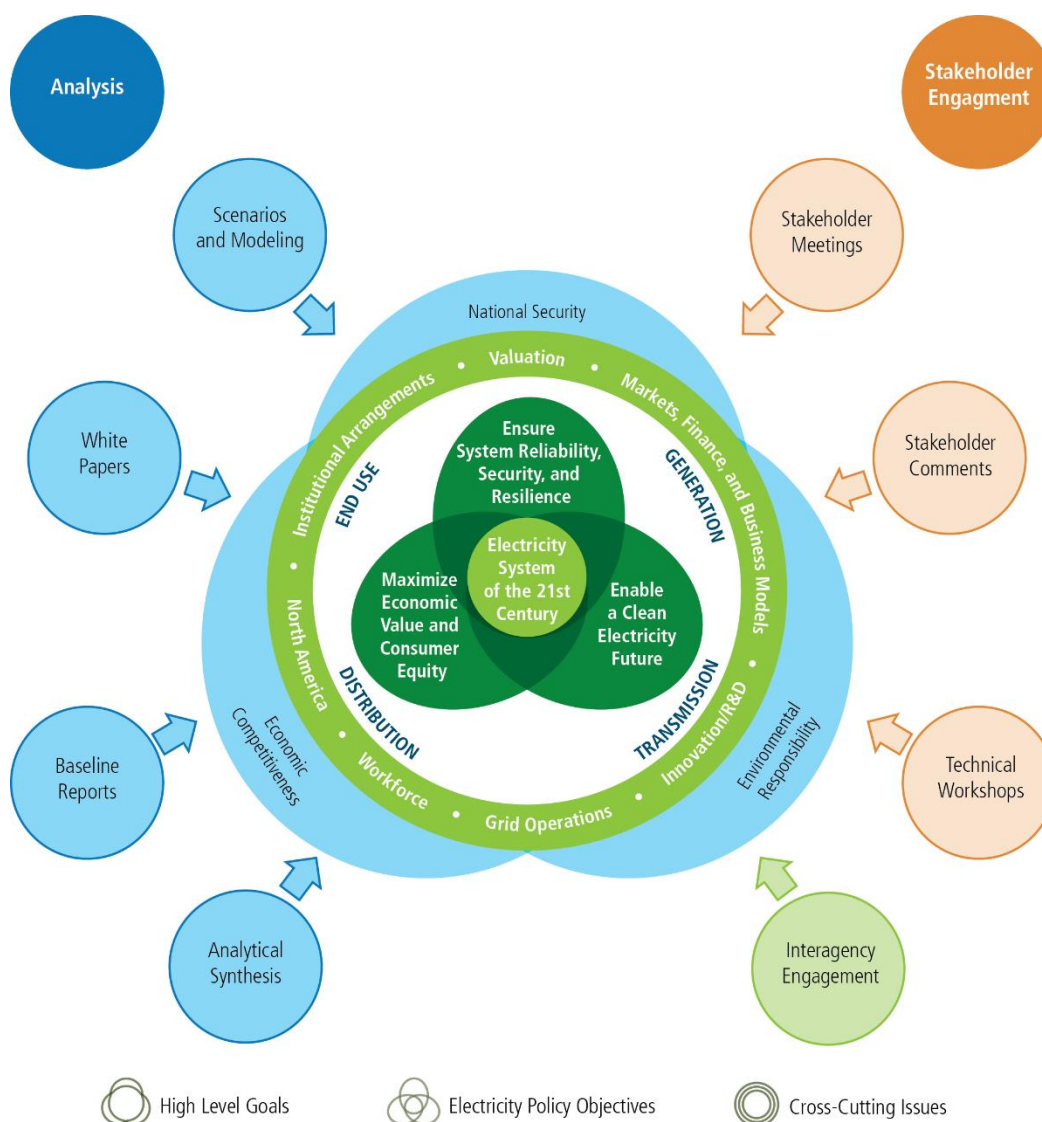 Analysis
Stakeholder
Engagment
Scenarios
and Modeling
Stakeholder
Meetings
National Security
White
Papers
Stakeholder
Comments
Institutional Arrangements • Valuation • Markets, Finance, and Business Models • Innovation/R&D • Grid Operations • Workforce • North America •
END USE
GENERATION
Ensure
System Reliability,
Security, and
Resilience
Electricity
System
of the 21st
Century
Maximize
Economic
Value and
Consumer
Equity
Enable
a Clean
Electricity
Future
DISTRIBUTION
TRANSMISSION
Economic
Competitiveness
Environmental
Responsibility
Baseline
Reports
Technical
Workshops
Analytical
Synthesis
Interagency
Engagement
High Level Goals
Electricity Policy Objectives
Cross-Cutting Issues